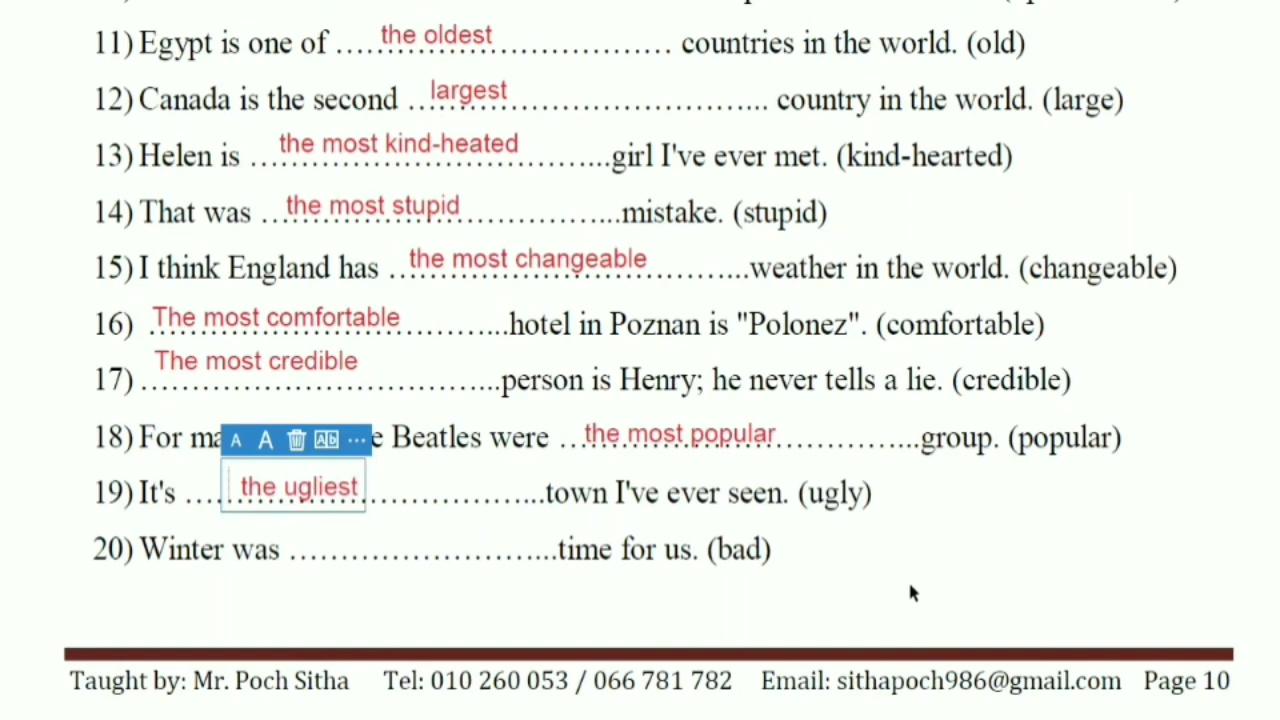 11) Egypt is one of ....the oldest............................ countries in the world. (old)
12) Canada is the second ...largest............................ country in the world. (large)
13) Helen is ...the most kind-heated............girl I've ever met. (kind-hearted)
14) That was ...the most stupid..................mistake. (stupid)
15) I think England has ...the most changeable............weather in the world. (changeable)
16) The most comfortable............hotel in Poznan is "Polonez". (comfortable)
The most credible
17) ....................................person is Henry; he never tells a lie. (credible)
18) For ma A A Ab ... e Beatles were ...the most popular..................group. (popular)
19) It's ....the ugliest............................town I've ever seen. (ugly)
20) Winter was ............................time for us. (bad)
Taught by: Mr. Poch Sitha Tel: 010 260 053 / 066 781 782 Email: sithapoch986@gmail.com Page 10